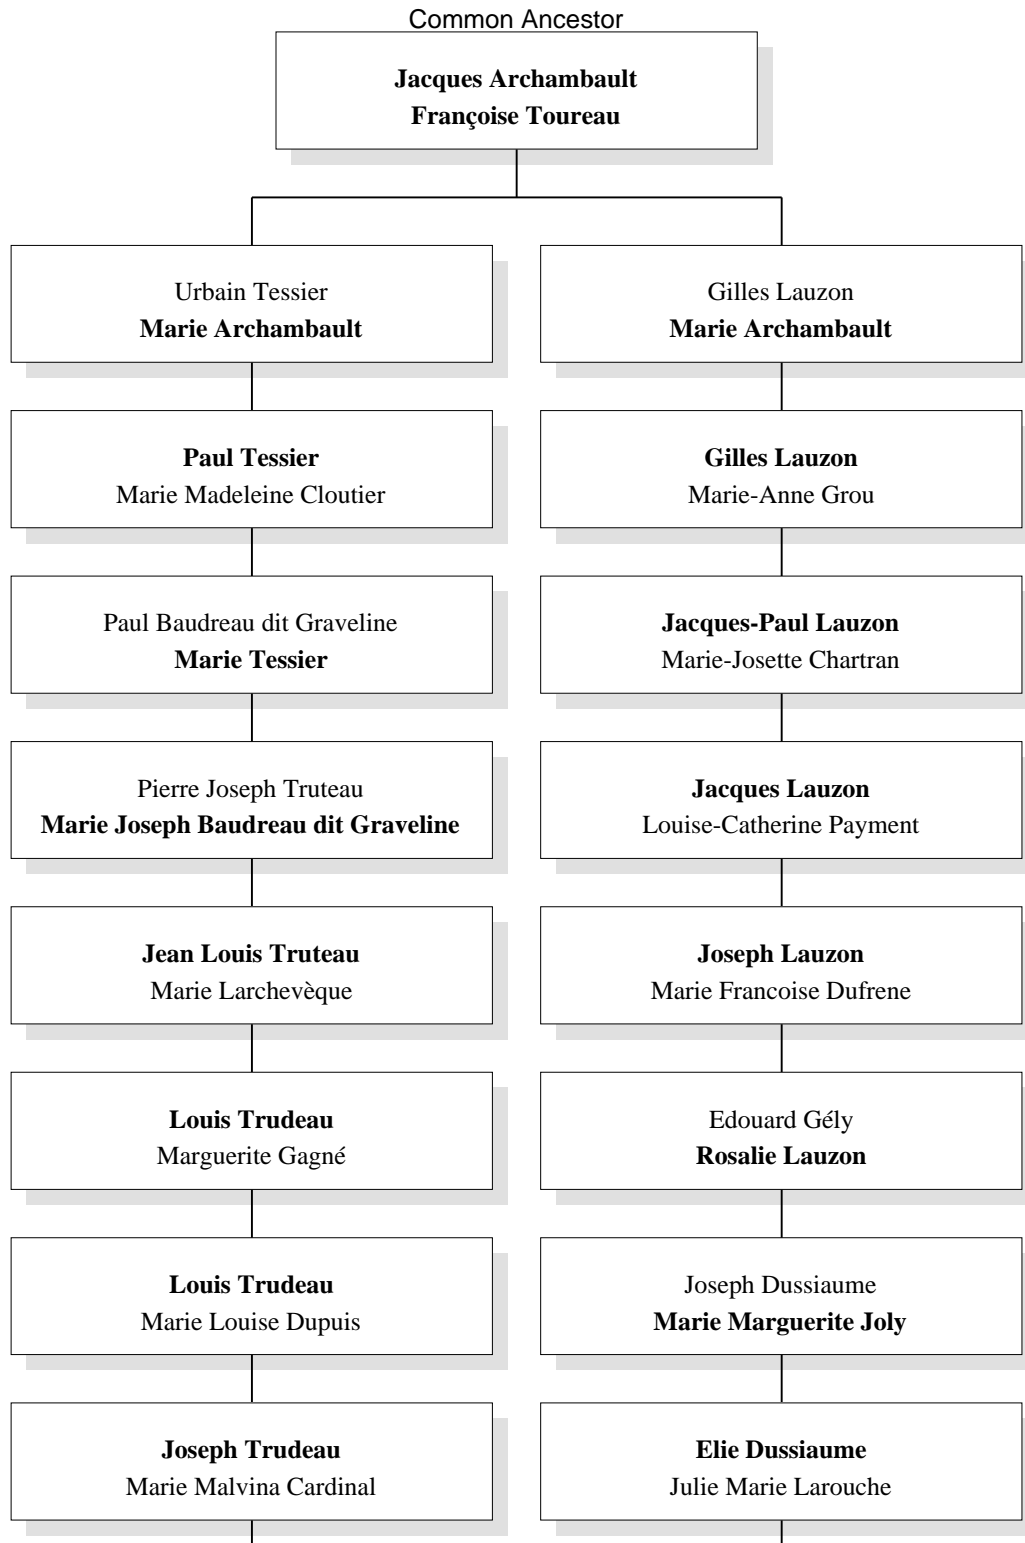 Common Ancestor
Jacques Archambault
Françoise Toureau
Urbain Tessier
Marie Archambault
Gilles Lauzon
Marie Archambault
Paul Tessier
Marie Madeleine Cloutier
Gilles Lauzon
Marie-Anne Grou
Paul Baudreau dit Graveline
Marie Tessier
Jacques-Paul Lauzon
Marie-Josette Chartran
Pierre Joseph Truteau
Marie Joseph Baudreau dit Graveline
Jacques Lauzon
Louise-Catherine Payment
Jean Louis Truteau
Marie Larchevèque
Joseph Lauzon
Marie Francoise Dufrene
Louis Trudeau
Marguerite Gagné
Edouard Gély
Rosalie Lauzon
Louis Trudeau
Marie Louise Dupuis
Joseph Dussiaume
Marie Marguerite Joly
Joseph Trudeau
Marie Malvina Cardinal
Elie Dussiaume
Julie Marie Larouche